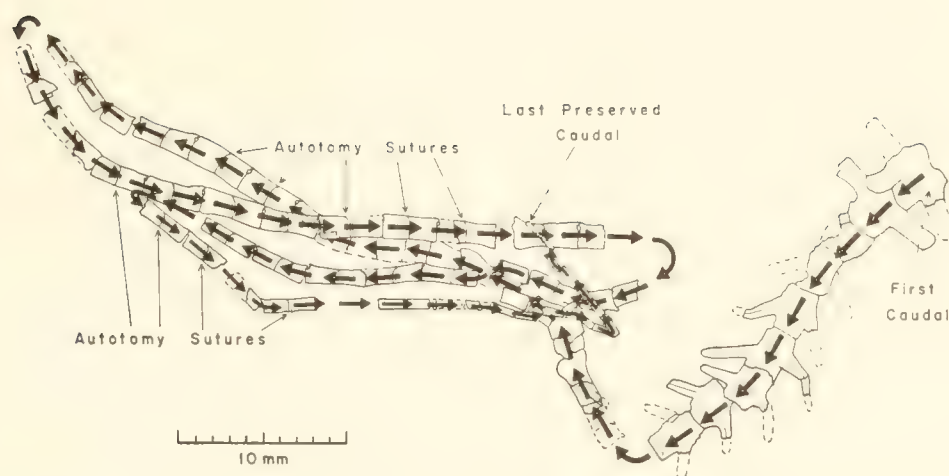 Last Preserved
Caudal
Autotomy Sutures
First
Caudal
Autotomy Sutures
10 mm